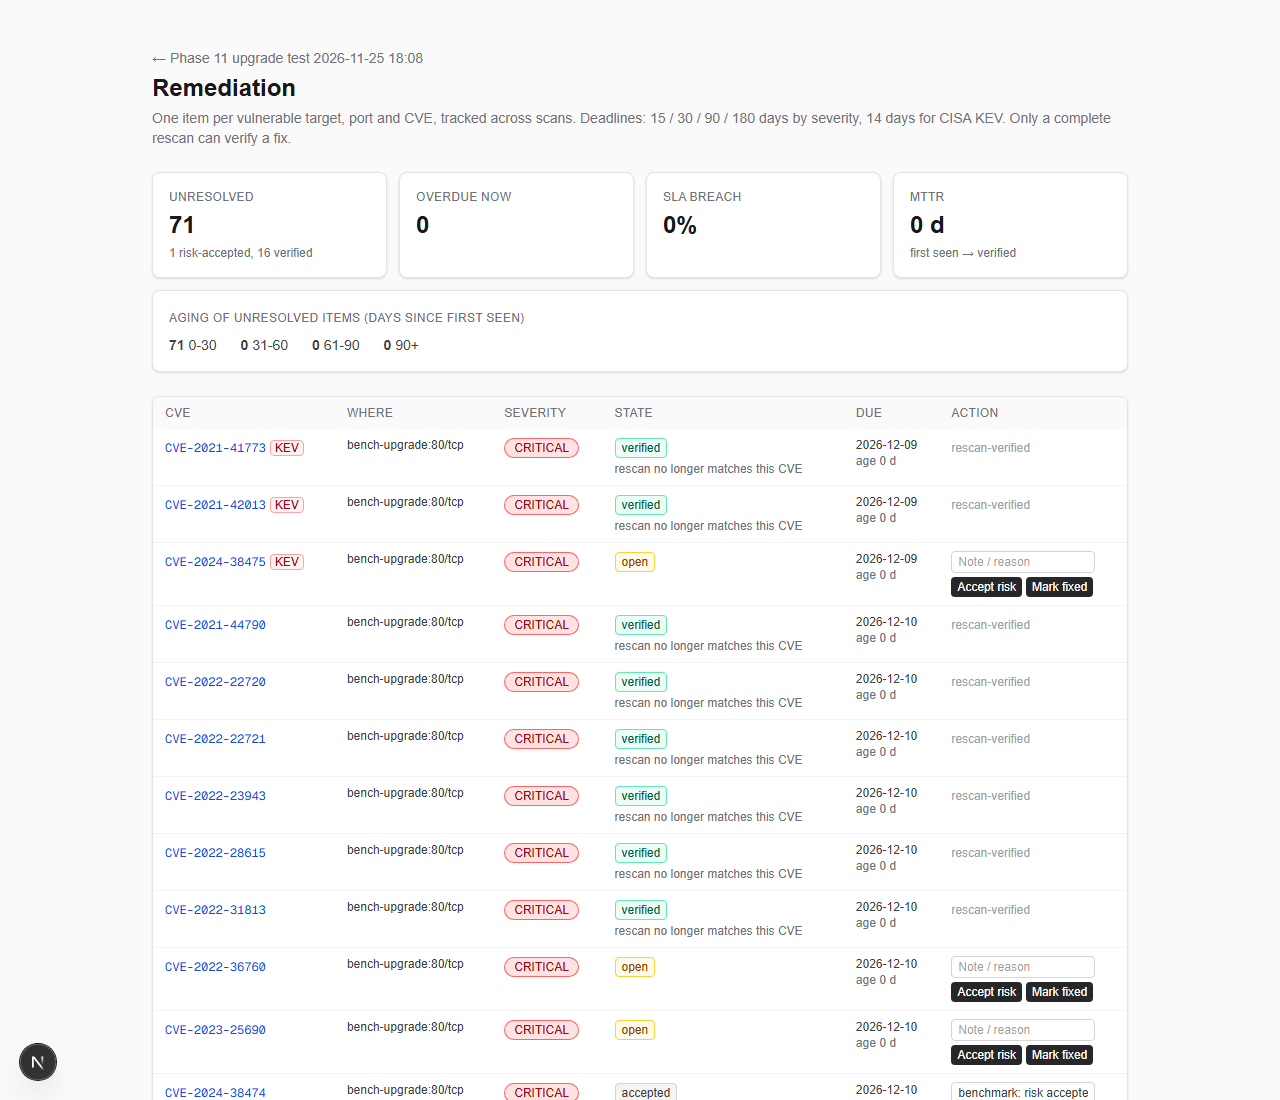 ← Phase 11 upgrade test 2026-11-25 18:08
Remediation
One item per vulnerable target, port and CVE, tracked across scans. Deadlines: 15 / 30 / 90 / 180 days by severity, 14 days for CISA KEV. Only a complete
rescan can verify a fix.
UNRESOLVED
71
1 risk-accepted, 16 verified
OVERDUE NOW
0
SLA BREACH
0%
MTTR
0 d
first seen → verified
AGING OF UNRESOLVED ITEMS (DAYS SINCE FIRST SEEN)
71 0-30 0 31-60 0 61-90 0 90+
CVE WHERE SEVERITY STATE DUE ACTION
CVE-2021-41773 KEV bench-upgrade:80/tcp CRITICAL verified 2026-12-09 rescan-verified
rescan no longer matches this CVE age 0 d
CVE-2021-42013 KEV bench-upgrade:80/tcp CRITICAL verified 2026-12-09 rescan-verified
rescan no longer matches this CVE age 0 d
CVE-2024-38475 KEV bench-upgrade:80/tcp CRITICAL open 2026-12-09 Note / reason
age 0 d Accept risk Mark fixed
CVE-2021-44790 bench-upgrade:80/tcp CRITICAL verified 2026-12-10 rescan-verified
rescan no longer matches this CVE age 0 d
CVE-2022-22720 bench-upgrade:80/tcp CRITICAL verified 2026-12-10 rescan-verified
rescan no longer matches this CVE age 0 d
CVE-2022-22721 bench-upgrade:80/tcp CRITICAL verified 2026-12-10 rescan-verified
rescan no longer matches this CVE age 0 d
CVE-2022-23943 bench-upgrade:80/tcp CRITICAL verified 2026-12-10 rescan-verified
rescan no longer matches this CVE age 0 d
CVE-2022-28615 bench-upgrade:80/tcp CRITICAL verified 2026-12-10 rescan-verified
rescan no longer matches this CVE age 0 d
CVE-2022-31813 bench-upgrade:80/tcp CRITICAL verified 2026-12-10 rescan-verified
rescan no longer matches this CVE age 0 d
CVE-2022-36760 bench-upgrade:80/tcp CRITICAL open 2026-12-10 Note / reason
age 0 d Accept risk Mark fixed
CVE-2023-25690 bench-upgrade:80/tcp CRITICAL open 2026-12-10 Note / reason
age 0 d Accept risk Mark fixed
CVE-2024-38474 bench-upgrade:80/tcp CRITICAL accepted 2026-12-10 benchmark: risk accepte
N